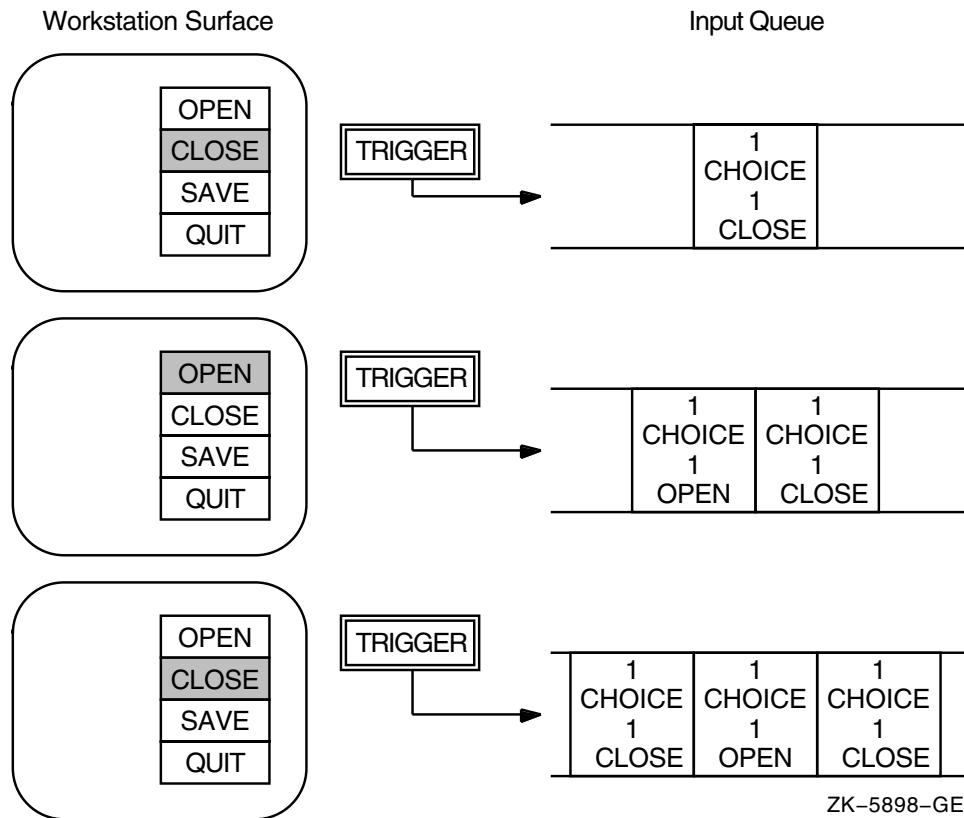 Workstation Surface
Input Queue
OPEN
CLOSE
SAVE
QUIT
TRIGGER
1
CHOICE
1
CLOSE
OPEN
CLOSE
SAVE
QUIT
TRIGGER
1
CHOICE
1
OPEN
1
CHOICE
1
CLOSE
OPEN
CLOSE
SAVE
QUIT
TRIGGER
1
CHOICE
1
CLOSE
1
CHOICE
1
OPEN
1
CHOICE
1
CLOSE
ZK–5898–GE